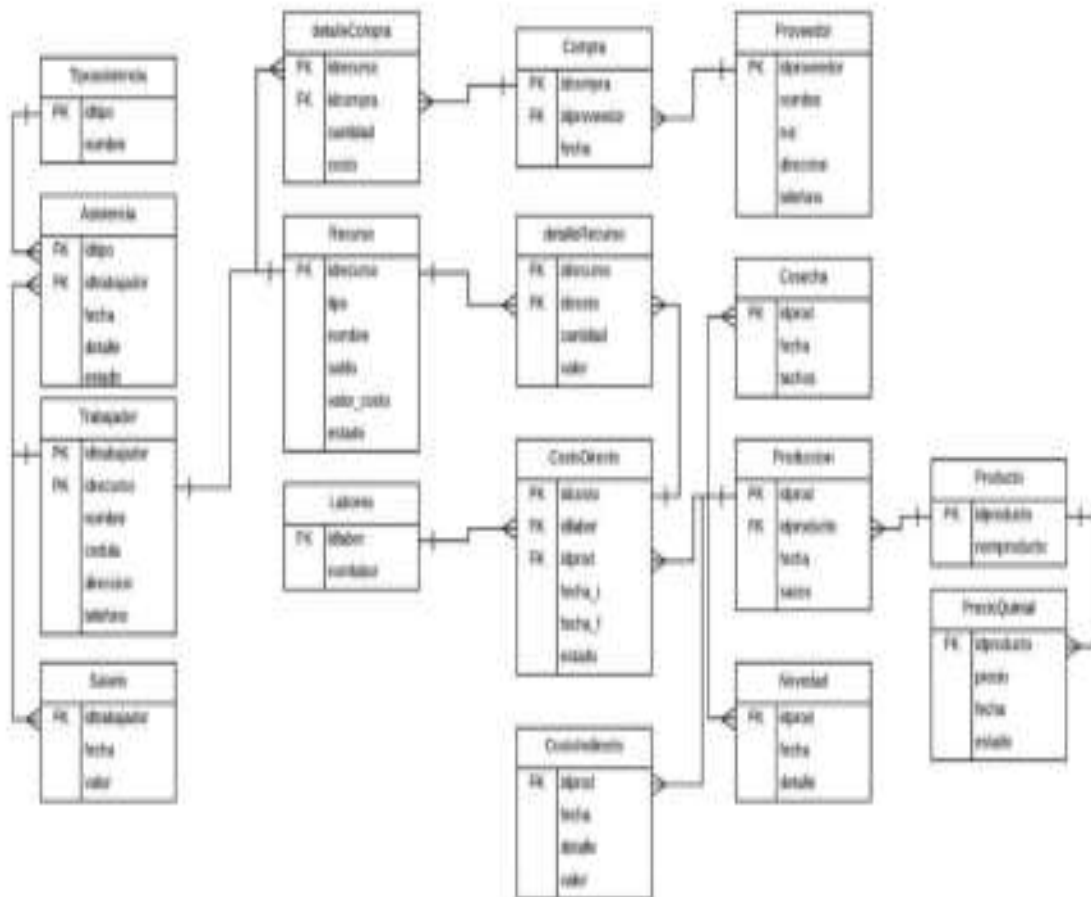 detalleCompra
FK idrecurso
FK idcompra
cantidad
costo
Compra
PK idcompra
FK idproveedor
fecha
Proveedor
PK idproveedor
nombre
direccion
telefono
Tipoasistencia
PK idtipo
nombre
Asistencia
FK idtipo
FK idtrabajador
fecha
detalle
estado
Recurso
PK idrecurso
tipo
nombre
saldo
valor_costo
estado
detalleRecurso
FK idrecurso
FK idcosto
cantidad
valor
Cosecha
FK idprod
fecha
tachos
Trabajador
PK idtrabajador
FK idrecurso
nombre
cedula
direccion
telefono
Labores
PK idlabor
nomlabor
CostoDirecto
PK idcosto
FK idlabor
FK idprod
fecha_i
fecha_f
estado
Produccion
PK idprod
FK idproducto
fecha
sacos
Producto
PK idproducto
nomproducto
PrecioQuintal
FK idproducto
precio
fecha
estado
Salario
FK idtrabajador
fecha
valor
CostoIndirecto
FK idprod
fecha
detalle
valor
Novedad
FK idprod
fecha
detalle